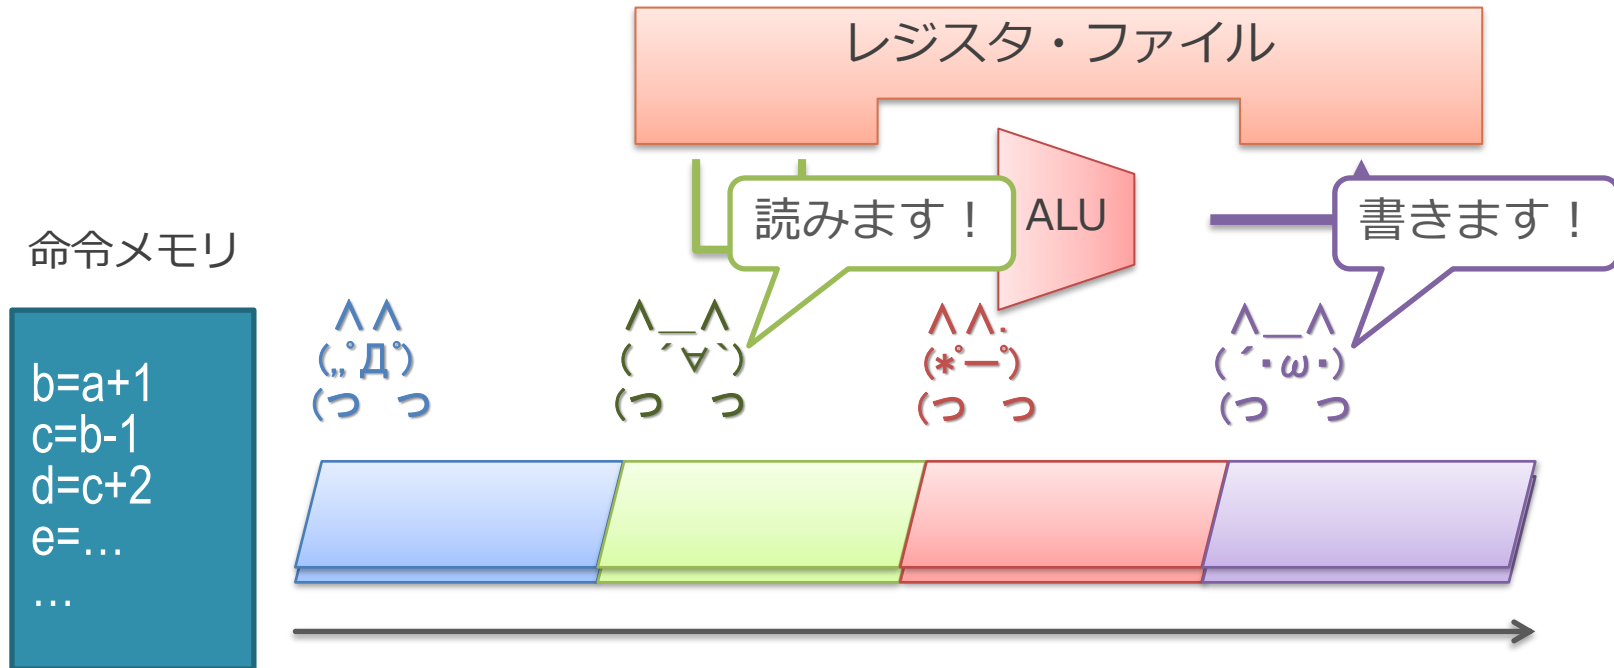 レジスタ・ファイル
読みます！
ALU
書きます！
命令メモリ
b=a+1
c=b-1
d=c+2
e=…
…
∧∧
(,,ﾟДﾟ)
(つ　つ
∧＿∧
(　´∀｀)
(つ　つ
∧∧.
(*ﾟーﾟ)
(つ　つ
∧＿∧
(´・ω・)
(つ　つ